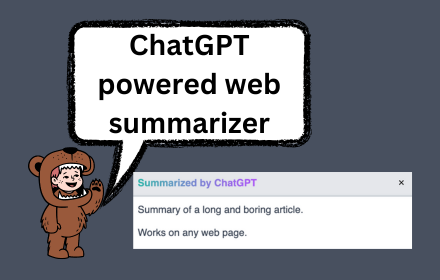 ChatGPT
powered web
summarizer
Summarized by ChatGPT
×
Summary of a long and boring article.
Works on any web page.